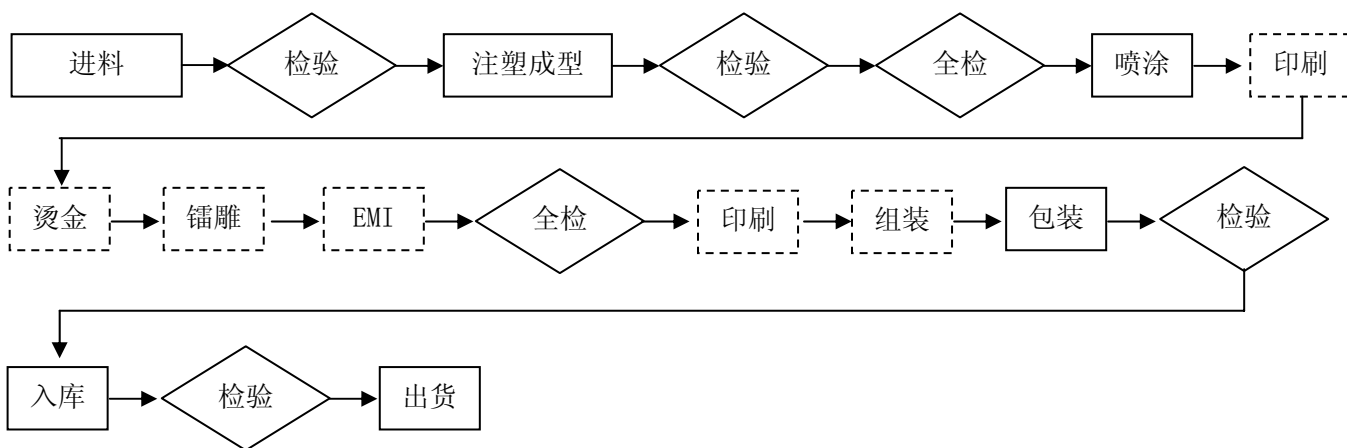 进料 检验 注塑成型 检验 全检 喷涂 印刷
烫金 镭雕 EMI 全检 印刷 组装 包装 检验
入库 检验 出货